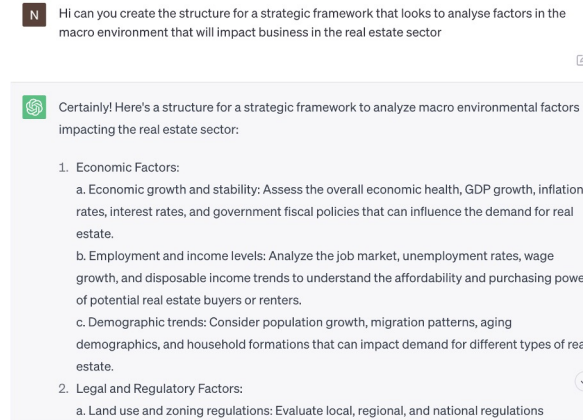 N
Hi can you create the structure for a strategic framework that looks to analyse factors in the
macro environment that will impact business in the real estate sector
Certainly! Here's a structure for a strategic framework to analyze macro environmental factors
impacting the real estate sector:
1. Economic Factors:
a. Economic growth and stability: Assess the overall economic health, GDP growth, inflation
rates, interest rates, and government fiscal policies that can influence the demand for real
estate.
b. Employment and income levels: Analyze the job market, unemployment rates, wage
growth, and disposable income trends to understand the affordability and purchasing powe
of potential real estate buyers or renters.
c. Demographic trends: Consider population growth, migration patterns, aging
demographics, and household formations that can impact demand for different types of rea
estate.
2. Legal and Regulatory Factors:
a. Land use and zoning regulations: Evaluate local, regional, and national regulations